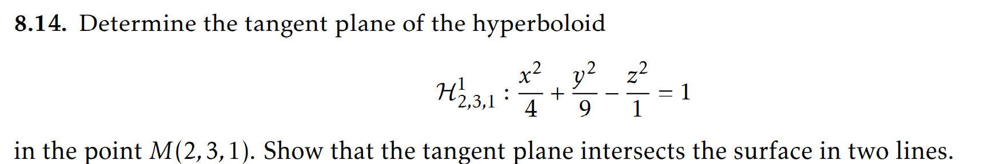 8.14. Determine the tangent plane of the hyperboloid
$\mathcal{H}^1_{2,3,1} : \frac{x^2}{4} + \frac{y^2}{9} - \frac{z^2}{1} = 1$
in the point $M(2,3,1)$. Show that the tangent plane intersects the surface in two lines.